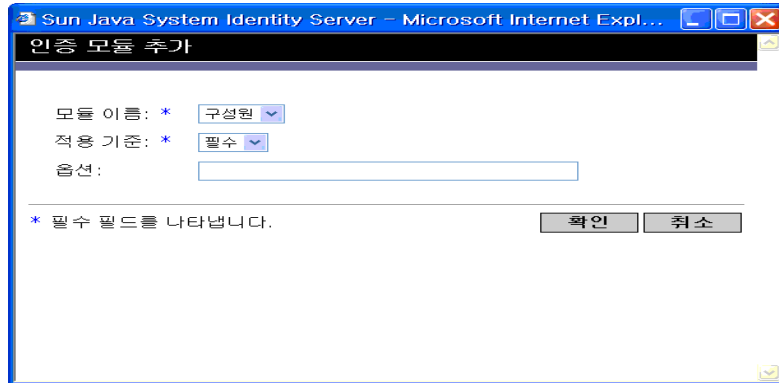 Sun Java System Identity Server - Microsoft Internet Expl...
인증 모듈 추가
모듈 이름: * 구성원
적용 기준: * 필수
옵션:
* 필수 필드를 나타냅니다. 확인 취소